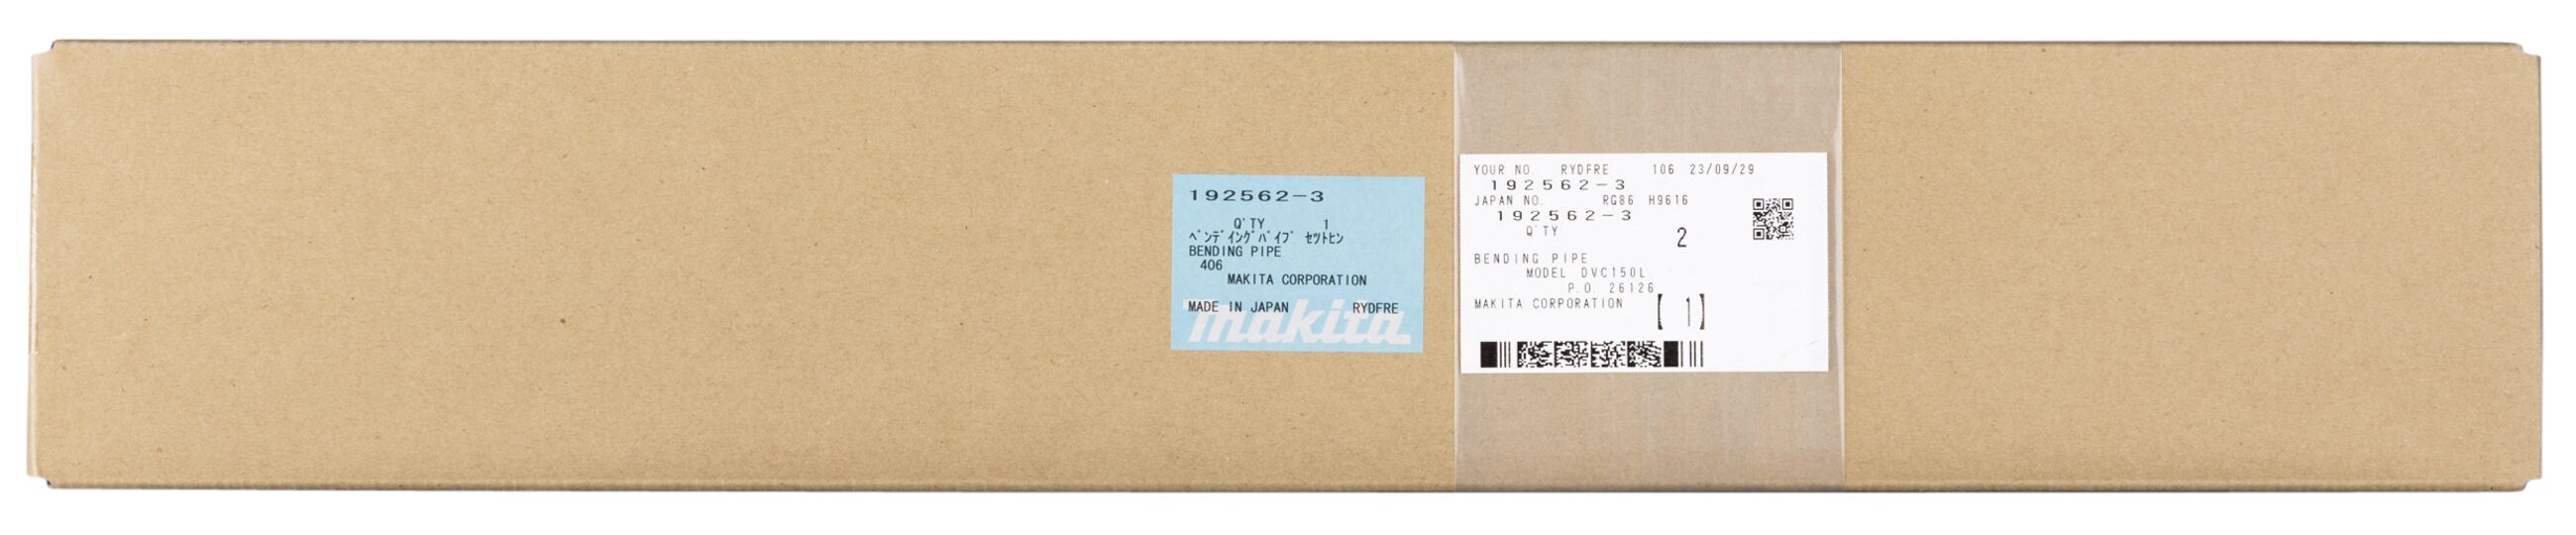 192562-3
Q'TY 1
ベンディングパイプ セツトヒン
BENDING PIPE
406
MAKITA CORPORATION
MADE IN JAPAN RYDFRE
makita
YOUR NO. RYDFRE 106 23/09/29
192562-3
JAPAN NO. RG86 H9616
192562-3
Q'TY
2
BENDING PIPE
MODEL DVC150L
P.O. 26126
MAKITA CORPORATION
【 1】